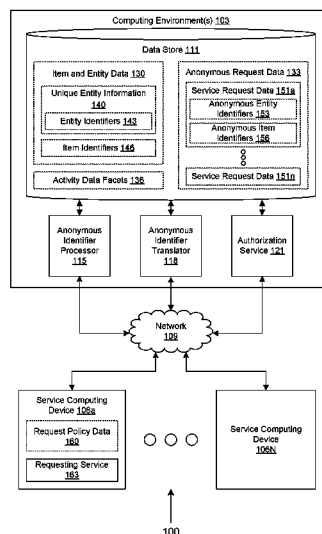 Computing Environment(s) 103
Data Store 111
Item and Entity Data 130
Unique Entity Information
140
Entity Identifiers 143
Item Identifiers 146
Activity Data Facets 136
Anonymous Request Data 133
Service Request Data 151a
Anonymous Entity
Identifiers 153
Anonymous Item
Identifiers 156
Service Request Data 151n
Anonymous
Identifier
Processor
115
Anonymous
Identifier
Translator
118
Authorization
Service 121
Network
109
Service Computing
Device 106a
Request Policy Data
160
Requesting Service
163
Service Computing
Device
106N
100